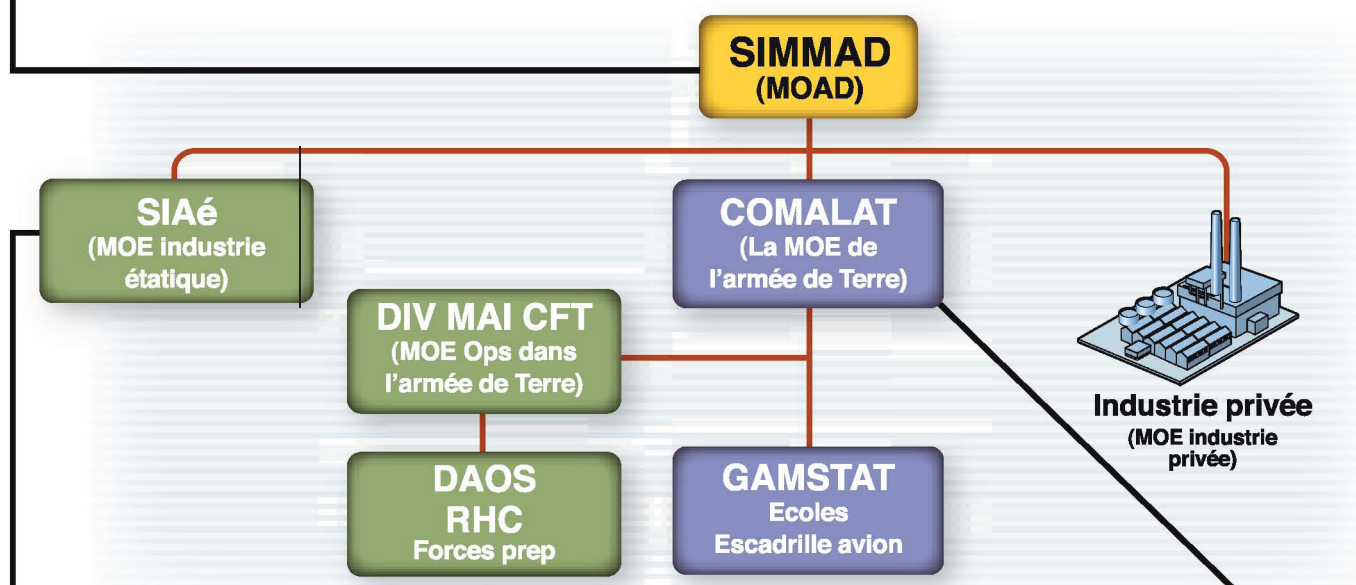 SIMMAD
(MOAD)
SIAé
(MOE industrie
étatique)
COMALAT
(La MOE de
l'armée de Terre)
DIV MAI CFT
(MOE Ops dans
l'armée de Terre)
Industrie privée
(MOE industrie
privée)
DAOS
RHC
Forces prep
GAMSTAT
Ecoles
Escadrille avion